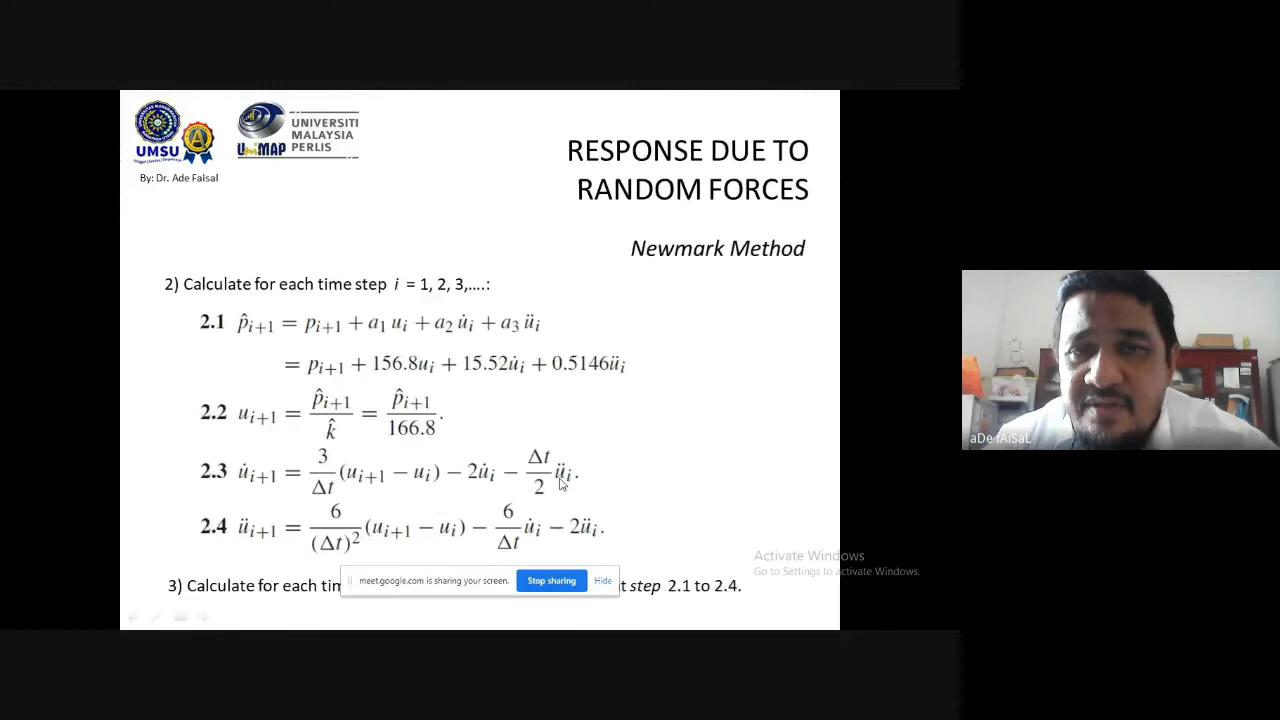 UMSU
Unggul | Cerdas | Terpercaya
UniMAP
UNIVERSITI
MALAYSIA
PERLIS
By: Dr. Ade Faisal
RESPONSE DUE TO
RANDOM FORCES
Newmark Method
2) Calculate for each time step i = 1, 2, 3,....:
2.1 p̂ᵢ₊₁ = pᵢ₊₁ + a₁ uᵢ + a₂ u̇ᵢ + a₃ üᵢ
= pᵢ₊₁ + 156.8uᵢ + 15.52u̇ᵢ + 0.5146üᵢ
2.2 uᵢ₊₁ = p̂ᵢ₊₁/k̂ = p̂ᵢ₊₁/166.8.
2.3 u̇ᵢ₊₁ = 3/Δt (uᵢ₊₁ − uᵢ) − 2u̇ᵢ − Δt/2 üᵢ.
2.4 üᵢ₊₁ = 6/(Δt)² (uᵢ₊₁ − uᵢ) − 6/Δt u̇ᵢ − 2üᵢ.
3) Calculate for each tim
t step 2.1 to 2.4.
meet.google.com is sharing your screen.
Stop sharing
Hide
aDe fAiSaL
Activate Windows
Go to Settings to activate Windows.